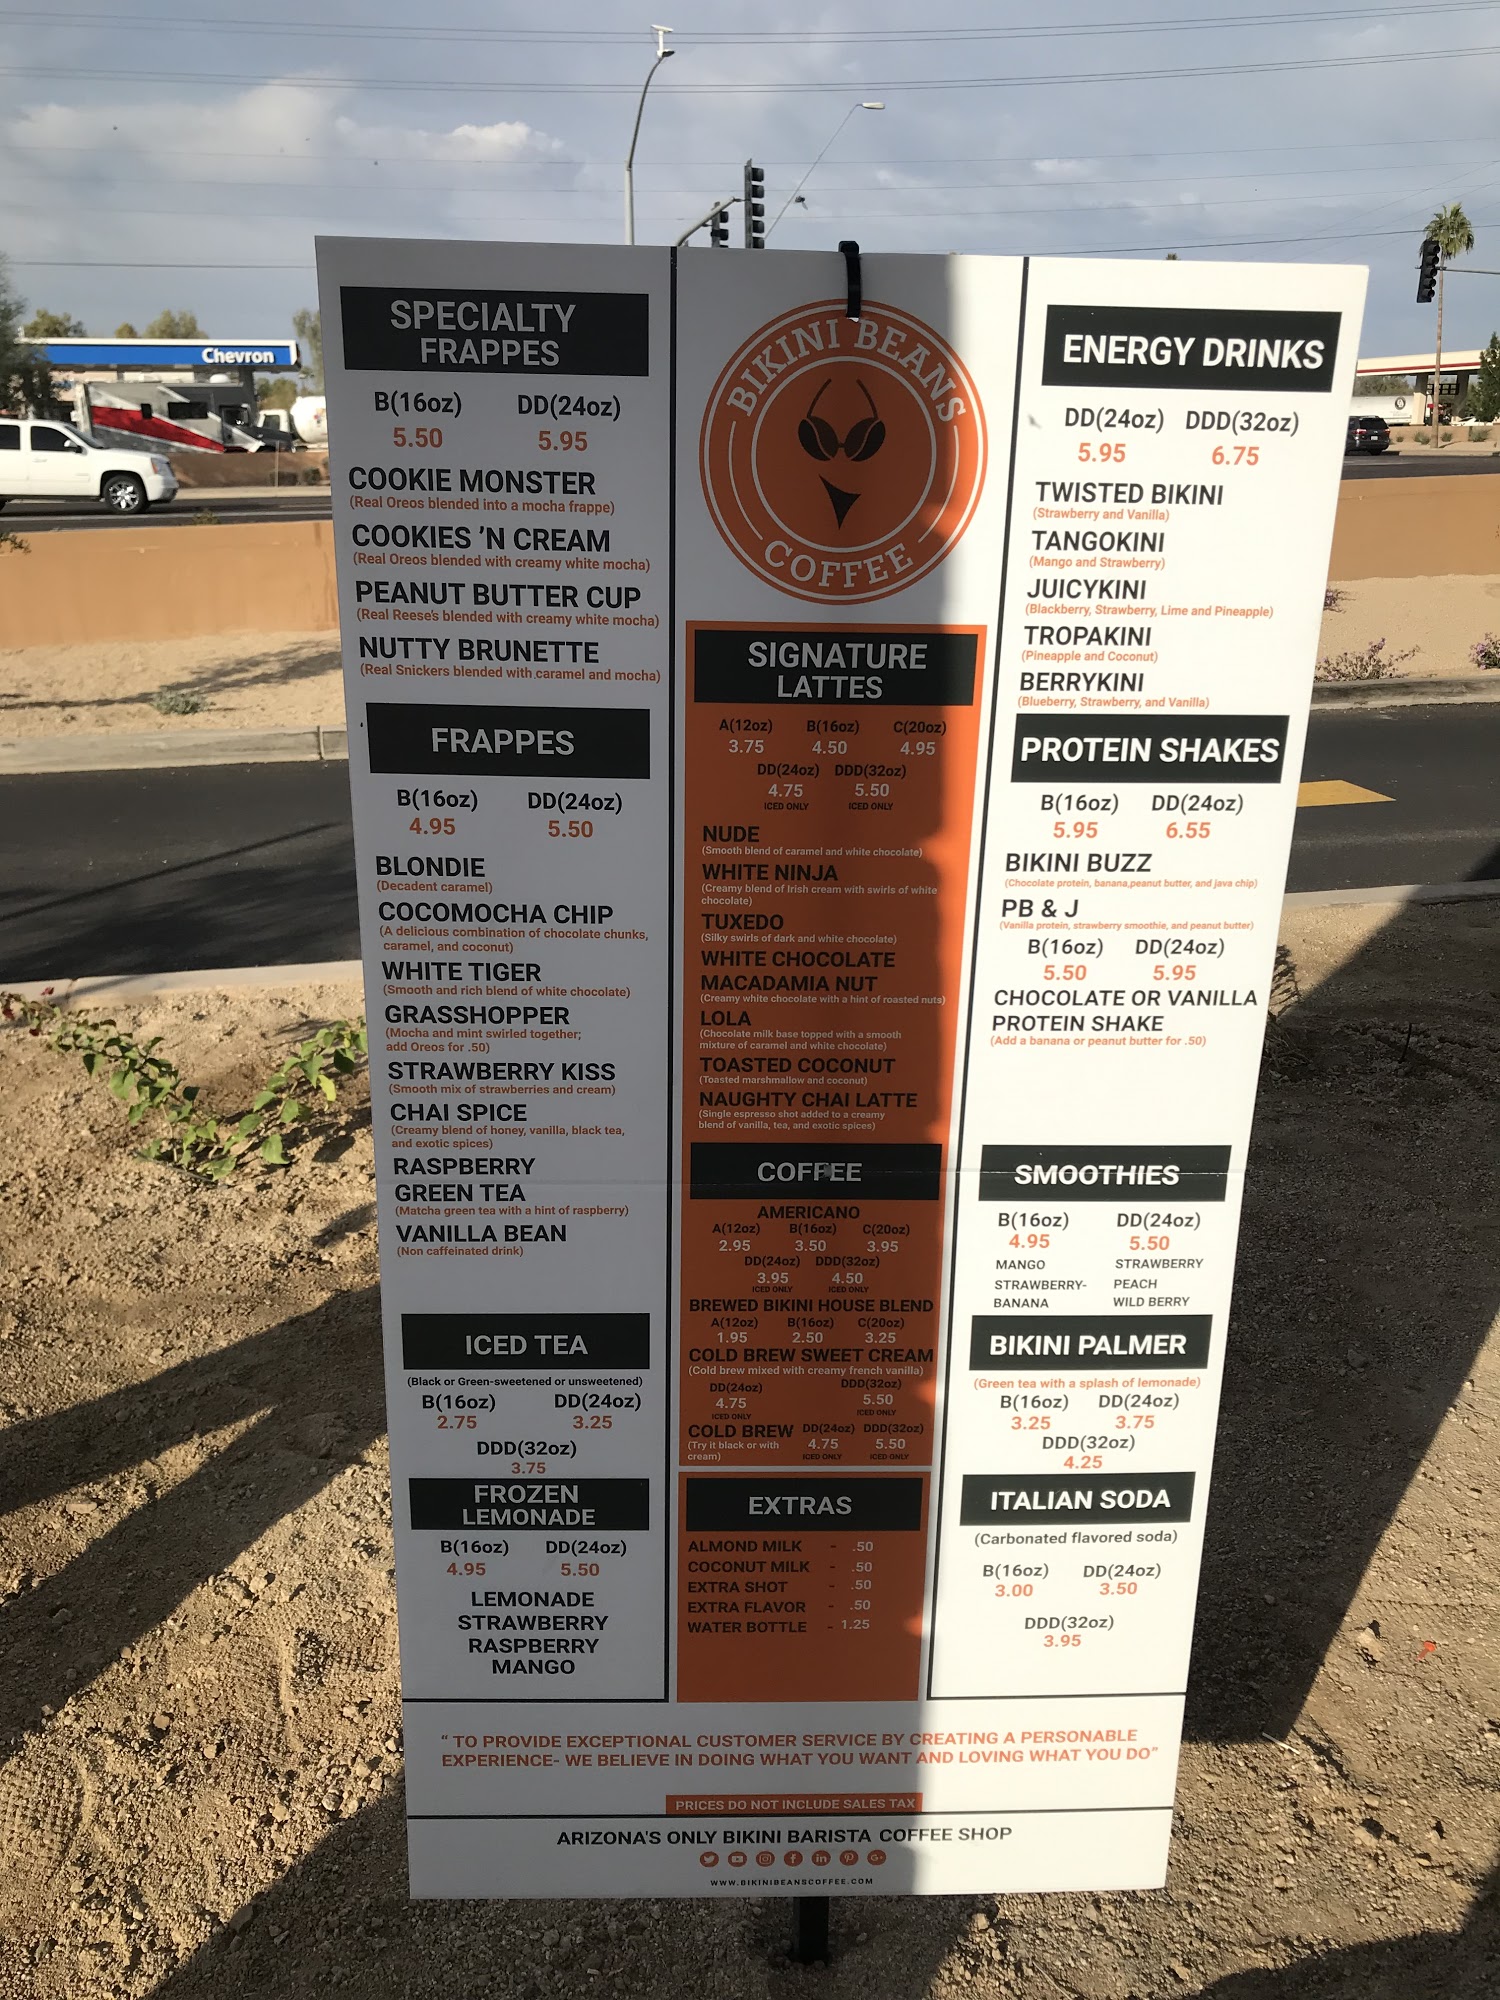 Chevron
SPECIALTY
FRAPPES
B(16oz) DD(24oz)
5.50 5.95
COOKIE MONSTER
(Real Oreos blended into a mocha frappe)
COOKIES 'N CREAM
(Real Oreos blended with creamy white mocha)
PEANUT BUTTER CUP
(Real Reese's blended with creamy white mocha)
NUTTY BRUNETTE
(Real Snickers blended with caramel and mocha)
FRAPPES
B(16oz) DD(24oz)
4.95 5.50
BLONDIE
(Decadent caramel)
COCOMOCHA CHIP
(A delicious combination of chocolate chunks,
caramel, and coconut)
WHITE TIGER
(Smooth and rich blend of white chocolate)
GRASSHOPPER
(Mocha and mint swirled together;
add Oreos for .50)
STRAWBERRY KISS
(Smooth mix of strawberries and cream)
CHAI SPICE
(Creamy blend of honey, vanilla, black tea,
and exotic spices)
RASPBERRY
GREEN TEA
(Matcha green tea with a hint of raspberry)
VANILLA BEAN
(Non caffeinated drink)
ICED TEA
(Black or Green-sweetened or unsweetened)
B(16oz) DD(24oz)
2.75 3.25
DDD(32oz)
3.75
FROZEN
LEMONADE
B(16oz) DD(24oz)
4.95 5.50
LEMONADE
STRAWBERRY
RASPBERRY
MANGO
BIKINI BEANS
COFFEE
SIGNATURE
LATTES
A(12oz) B(16oz) C(20oz)
3.75 4.50 4.95
DD(24oz) DDD(32oz)
4.75 5.50
ICED ONLY ICED ONLY
NUDE
(Smooth blend of caramel and white chocolate)
WHITE NINJA
(Creamy blend of Irish cream with swirls of white
chocolate)
TUXEDO
(Silky swirls of dark and white chocolate)
WHITE CHOCOLATE
MACADAMIA NUT
(Creamy white chocolate with a hint of roasted nuts)
LOLA
(Chocolate milk base topped with a smooth
mixture of caramel and white chocolate)
TOASTED COCONUT
(Toasted marshmallow and coconut)
NAUGHTY CHAI LATTE
(Single espresso shot added to a creamy
blend of vanilla, tea, and exotic spices)
COFFEE
AMERICANO
A(12oz) B(16oz) C(20oz)
2.95 3.50 3.95
DD(24oz) DDD(32oz)
3.95 4.50
ICED ONLY ICED ONLY
BREWED BIKINI HOUSE BLEND
A(12oz) B(16oz) C(20oz)
1.95 2.50 3.25
COLD BREW SWEET CREAM
(Cold brew mixed with creamy french vanilla)
DD(24oz) DDD(32oz)
4.75 5.50
ICED ONLY ICED ONLY
COLD BREW DD(24oz) DDD(32oz)
(Try it black or with 4.75 5.50
cream) ICED ONLY ICED ONLY
EXTRAS
ALMOND MILK - .50
COCONUT MILK - .50
EXTRA SHOT - .50
EXTRA FLAVOR - .50
WATER BOTTLE - 1.25
ENERGY DRINKS
DD(24oz) DDD(32oz)
5.95 6.75
TWISTED BIKINI
(Strawberry and Vanilla)
TANGOKINI
(Mango and Strawberry)
JUICYKINI
(Blackberry, Strawberry, Lime and Pineapple)
TROPAKINI
(Pineapple and Coconut)
BERRYKINI
(Blueberry, Strawberry, and Vanilla)
PROTEIN SHAKES
B(16oz) DD(24oz)
5.95 6.55
BIKINI BUZZ
(Chocolate protein, banana,peanut butter, and java chip)
PB & J
(Vanilla protein, strawberry smoothie, and peanut butter)
B(16oz) DD(24oz)
5.50 5.95
CHOCOLATE OR VANILLA
PROTEIN SHAKE
(Add a banana or peanut butter for .50)
SMOOTHIES
B(16oz) DD(24oz)
4.95 5.50
MANGO STRAWBERRY
STRAWBERRY- PEACH
BANANA WILD BERRY
BIKINI PALMER
(Green tea with a splash of lemonade)
B(16oz) DD(24oz)
3.25 3.75
DDD(32oz)
4.25
ITALIAN SODA
(Carbonated flavored soda)
B(16oz) DD(24oz)
3.00 3.50
DDD(32oz)
3.95
" TO PROVIDE EXCEPTIONAL CUSTOMER SERVICE BY CREATING A PERSONABLE
EXPERIENCE- WE BELIEVE IN DOING WHAT YOU WANT AND LOVING WHAT YOU DO"
PRICES DO NOT INCLUDE SALES TAX
ARIZONA'S ONLY BIKINI BARISTA COFFEE SHOP
WWW.BIKINIBEANSCOFFEE.COM